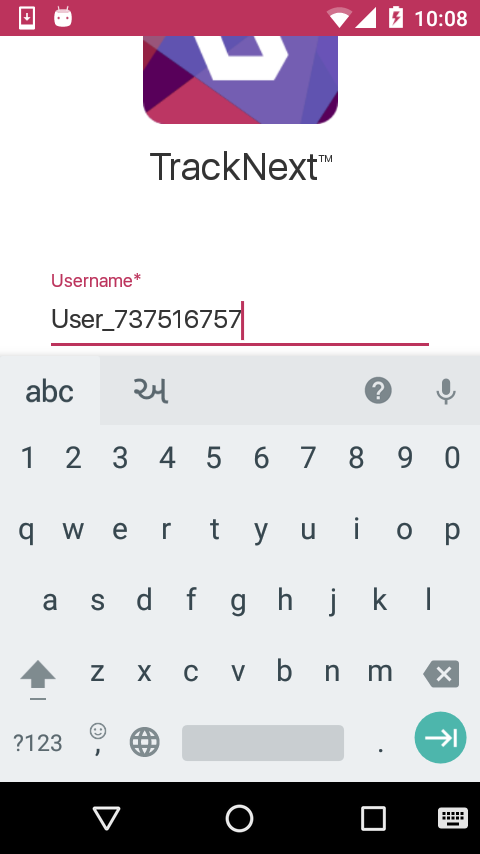 10:08
TrackNext™
Username*
User_737516757
abc અ
1 2 3 4 5 6 7 8 9 0
q w e r t y u i o p
a s d f g h j k l
z x c v b n m
?123 , .